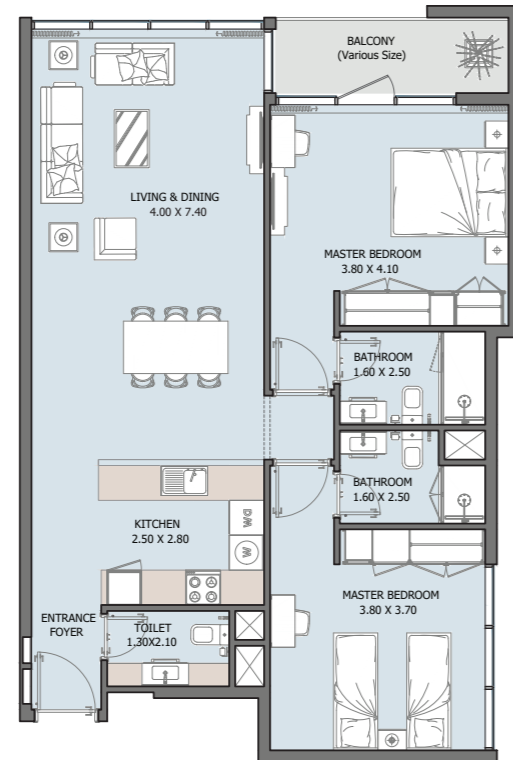 BALCONY
(Various Size)
LIVING & DINING
4.00 X 7.40
MASTER BEDROOM
3.80 X 4.10
BATHROOM
1.60 X 2.50
BATHROOM
1.60 X 2.50
KITCHEN
2.50 X 2.80
DW
W
MASTER BEDROOM
3.80 X 3.70
ENTRANCE
FOYER
TOILET
1.30X2.10